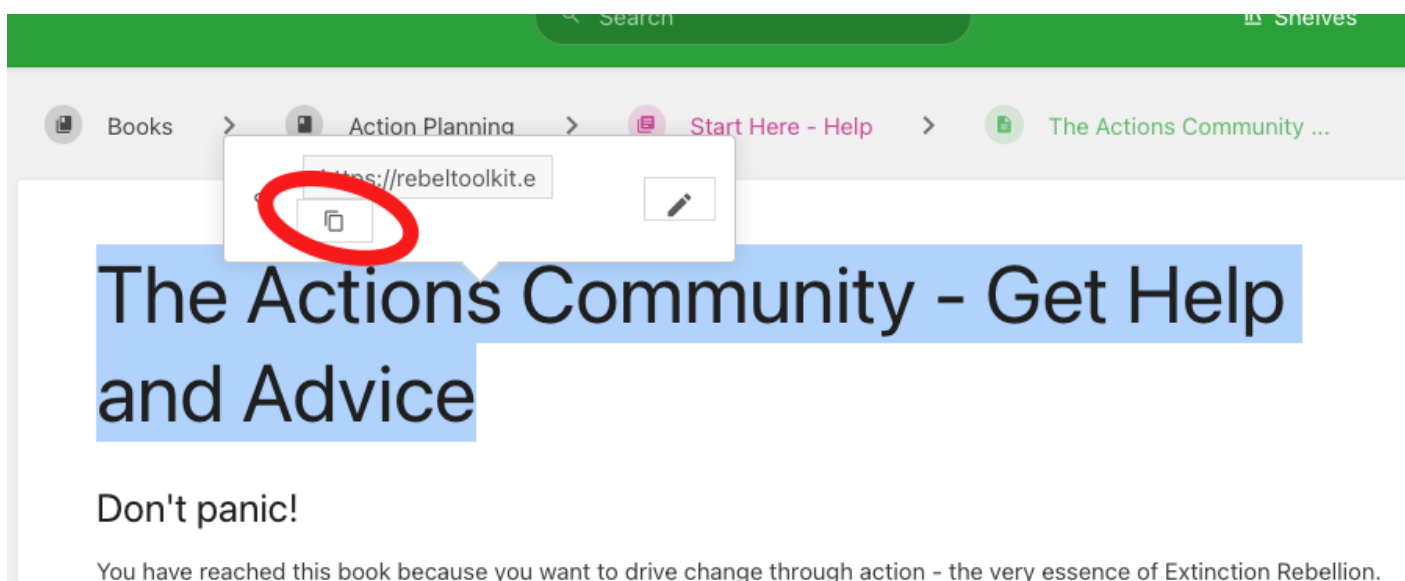 Search Shelves
Books > Action Planning > Start Here - Help > The Actions Community ...
https://rebeltoolkit.e
The Actions Community - Get Help
and Advice
Don't panic!
You have reached this book because you want to drive change through action - the very essence of Extinction Rebellion.